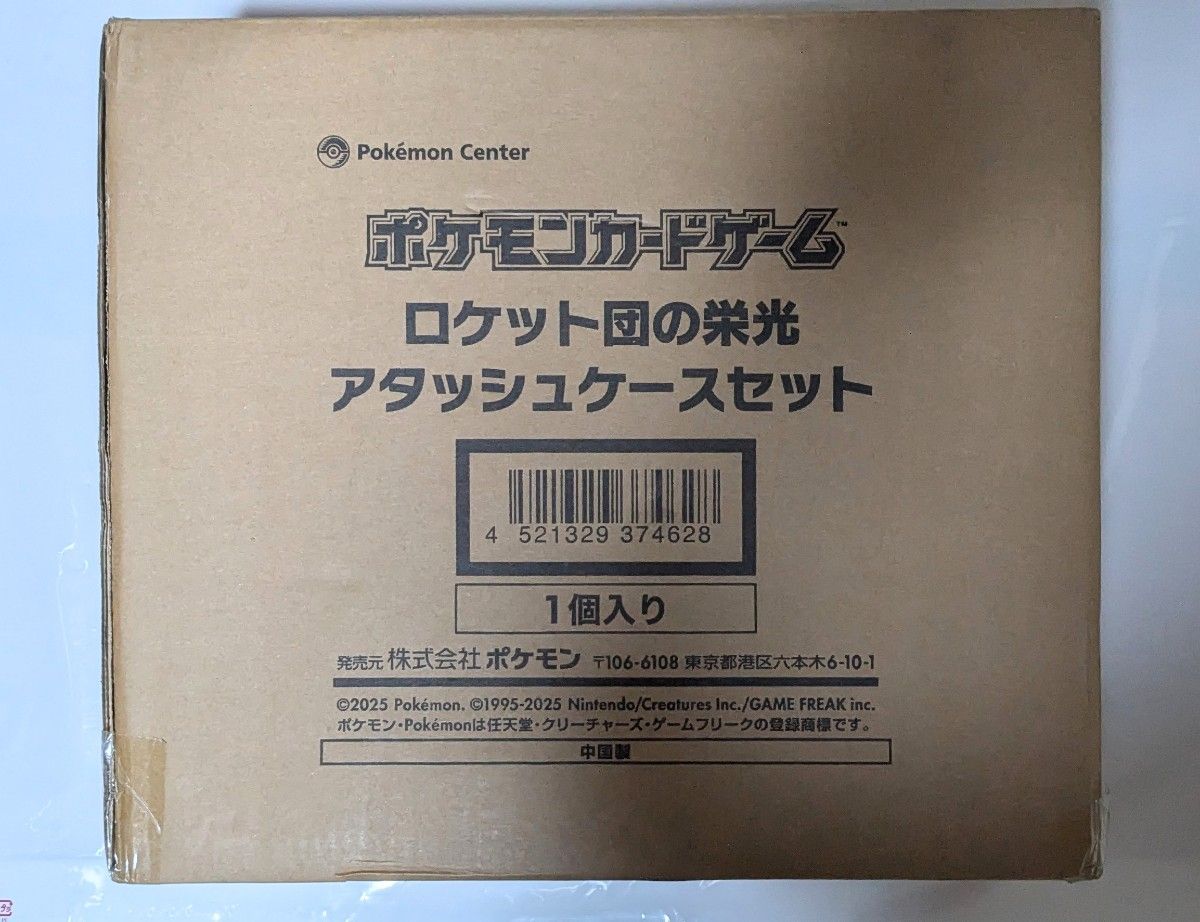 Pokémon Center
ポケモンカードゲーム™
ロケット団の栄光
アタッシュケースセット
4 521329 374628
1個入り
発売元 株式会社 ポケモン 〒106-6108 東京都港区六本木6-10-1
©2025 Pokémon. ©1995-2025 Nintendo/Creatures Inc./GAME FREAK inc.
ポケモン・Pokémonは任天堂・クリーチャーズ・ゲームフリークの登録商標です。
中国製